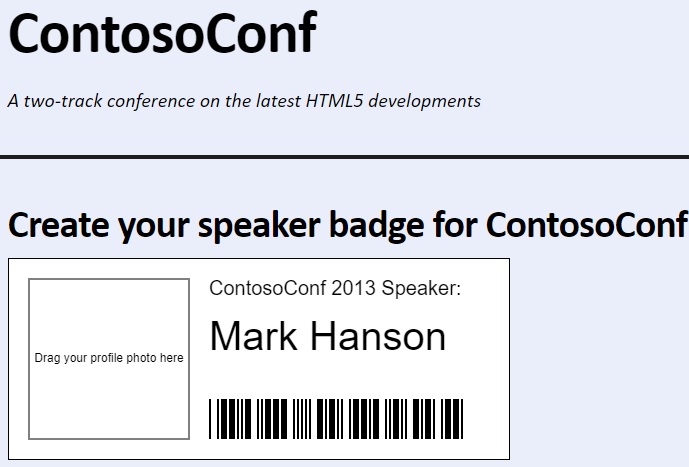 ContosoConf
A two-track conference on the latest HTML5 developments
Create your speaker badge for ContosoConf
ContosoConf 2013 Speaker:
Mark Hanson
Drag your profile photo here